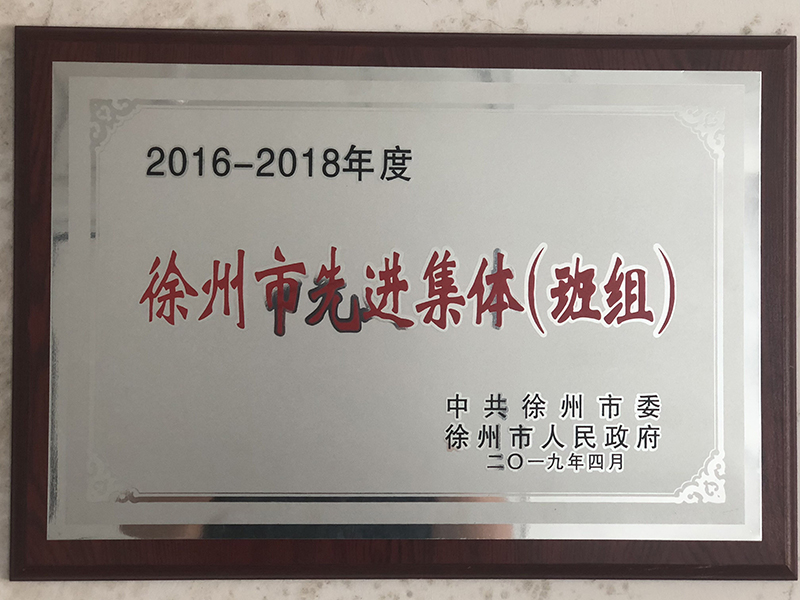 2016-2018年度
徐州市先进集体(班组)
中共徐州市委
徐州市人民政府
二〇一九年四月